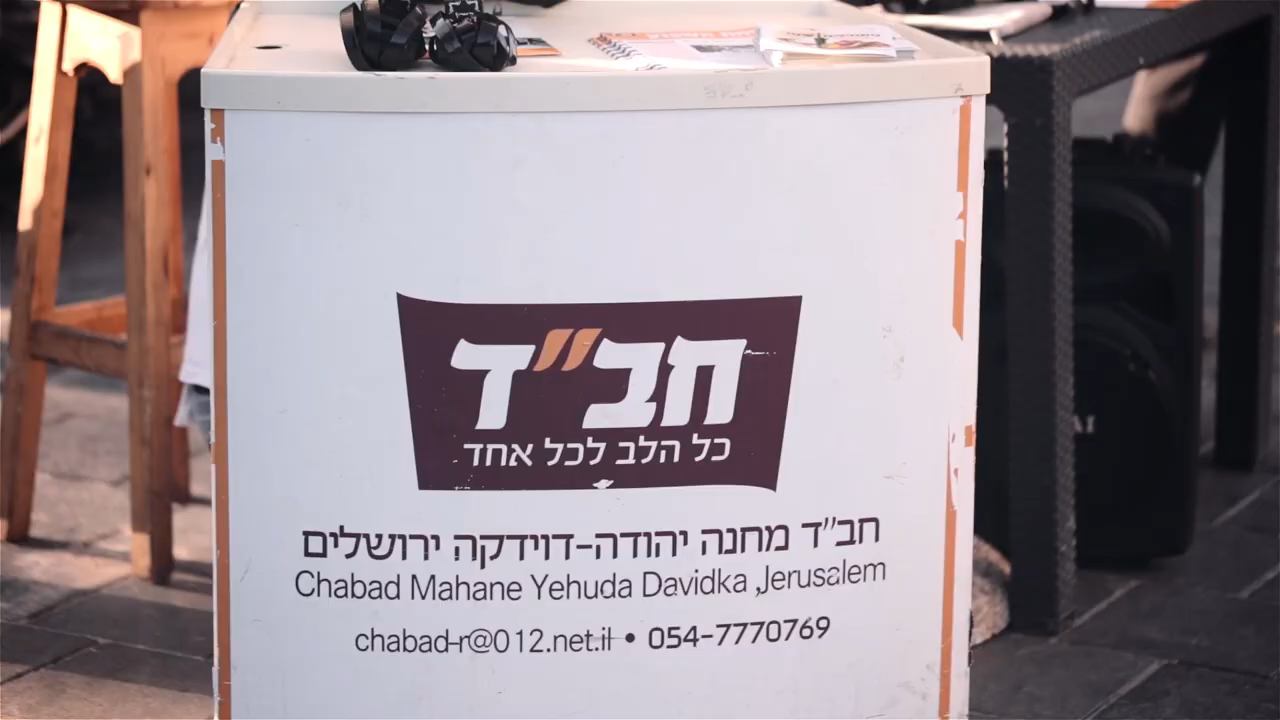 חב״ד
כל הלב לכל אחד
חב״ד מחנה יהודה-דוידקה ירושלים
Chabad Mahane Yehuda Davidka ,Jerusalem
chabad-r@012.net.il • 054-7770769